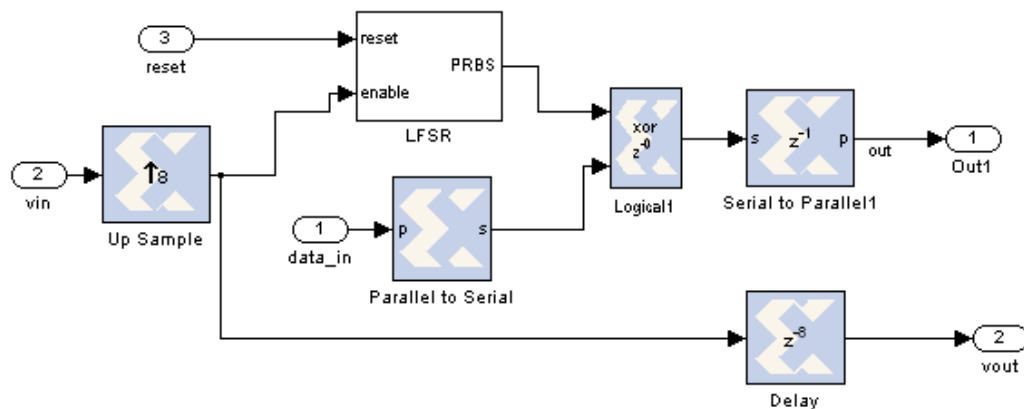 3
reset
reset
PRBS
enable
LFSR
2
vin
↑8
Up Sample
1
data_in
p s
Parallel to Serial
xor
z⁻⁰
Logical1
s z⁻¹ p
Serial to Parallel1
out
1
Out1
z⁻⁸
Delay
2
vout